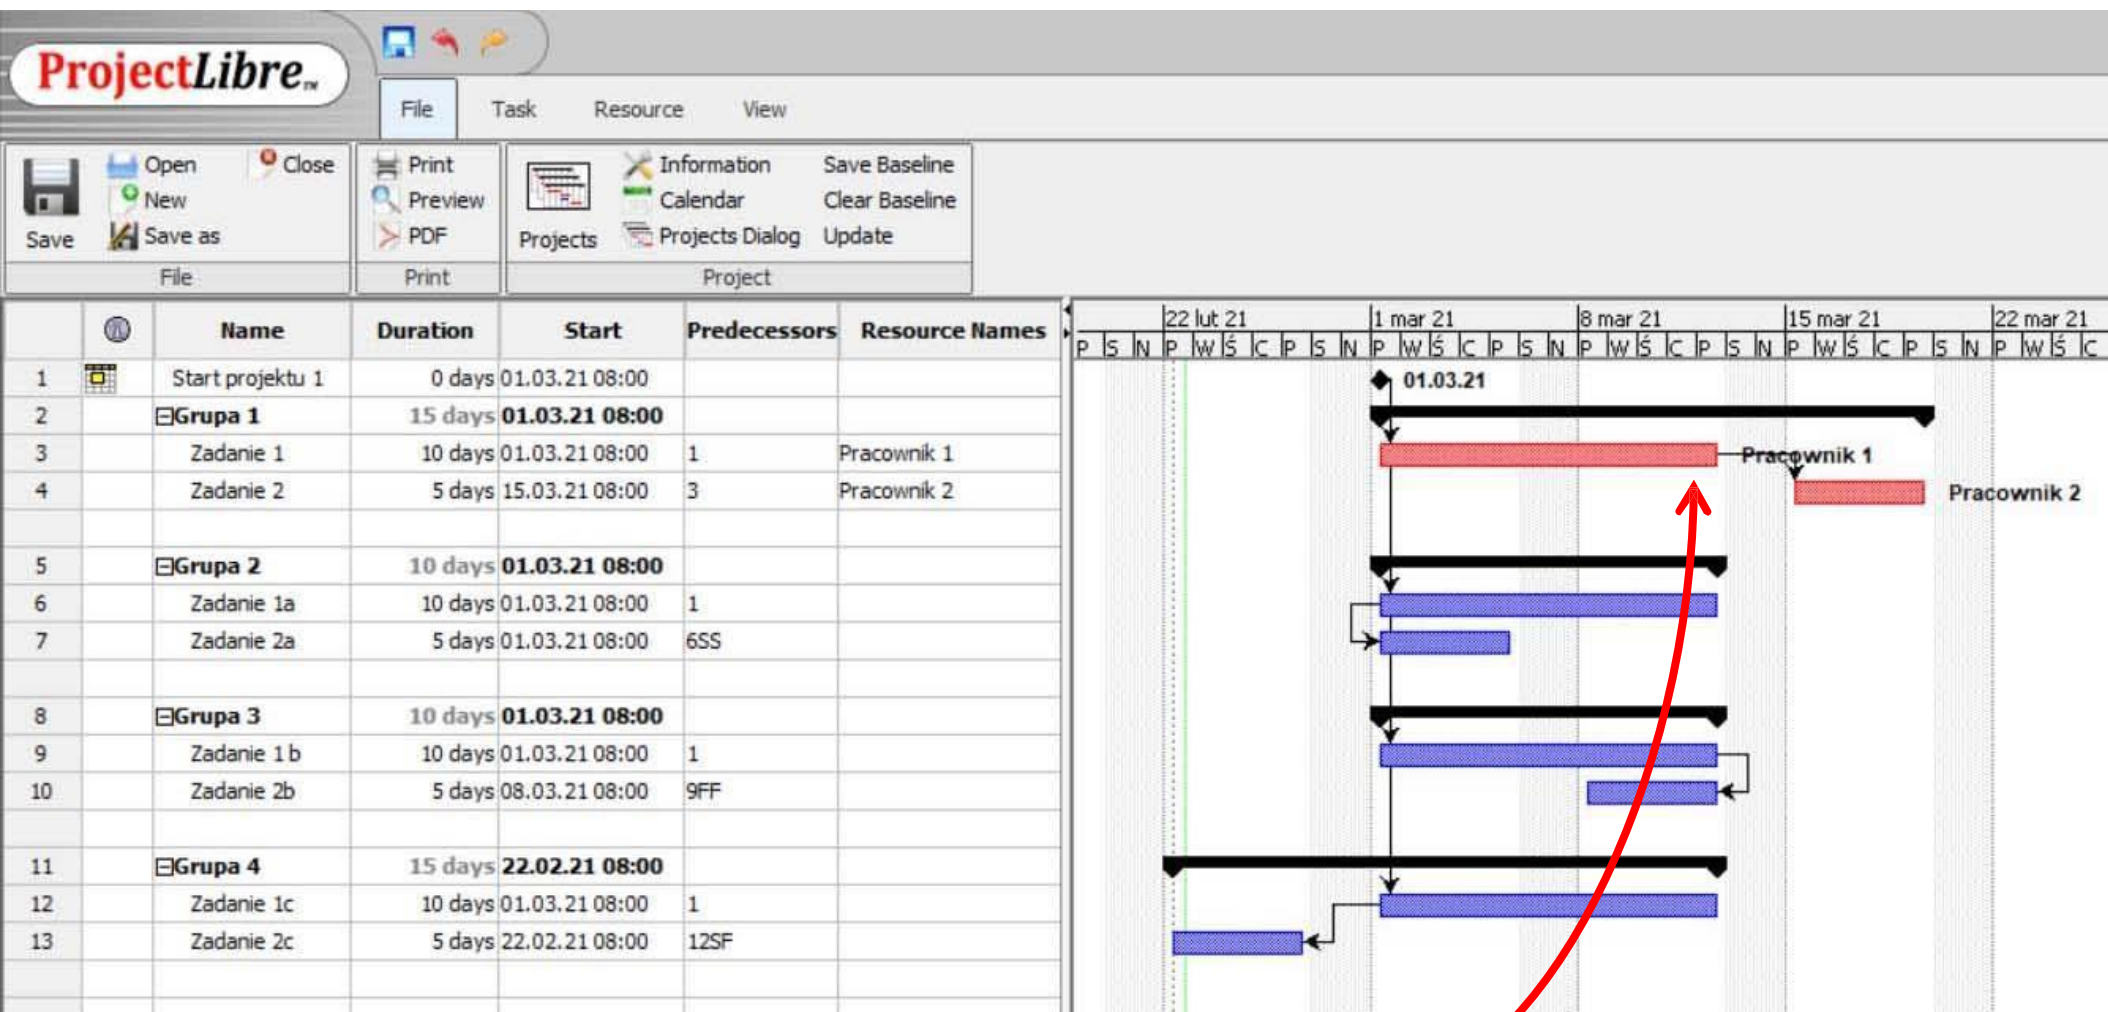 ProjectLibre™
File Task Resource View
Save Open New Save as Close
File
Print Preview PDF
Print
Projects Information Calendar Projects Dialog Save Baseline Clear Baseline Update
Project
Name Duration Start Predecessors Resource Names
22 lut 21 1 mar 21 8 mar 21 15 mar 21 22 mar 21
P S N P W Ś C P S N P W Ś C P S N P W Ś C P S N P W Ś C P S N P W Ś C
1 Start projektu 1 0 days 01.03.21 08:00 01.03.21
2 Grupa 1 15 days 01.03.21 08:00
3 Zadanie 1 10 days 01.03.21 08:00 1 Pracownik 1 Pracownik 1
4 Zadanie 2 5 days 15.03.21 08:00 3 Pracownik 2 Pracownik 2
5 Grupa 2 10 days 01.03.21 08:00
6 Zadanie 1a 10 days 01.03.21 08:00 1
7 Zadanie 2a 5 days 01.03.21 08:00 6SS
8 Grupa 3 10 days 01.03.21 08:00
9 Zadanie 1b 10 days 01.03.21 08:00 1
10 Zadanie 2b 5 days 08.03.21 08:00 9FF
11 Grupa 4 15 days 22.02.21 08:00
12 Zadanie 1c 10 days 01.03.21 08:00 1
13 Zadanie 2c 5 days 22.02.21 08:00 12SF